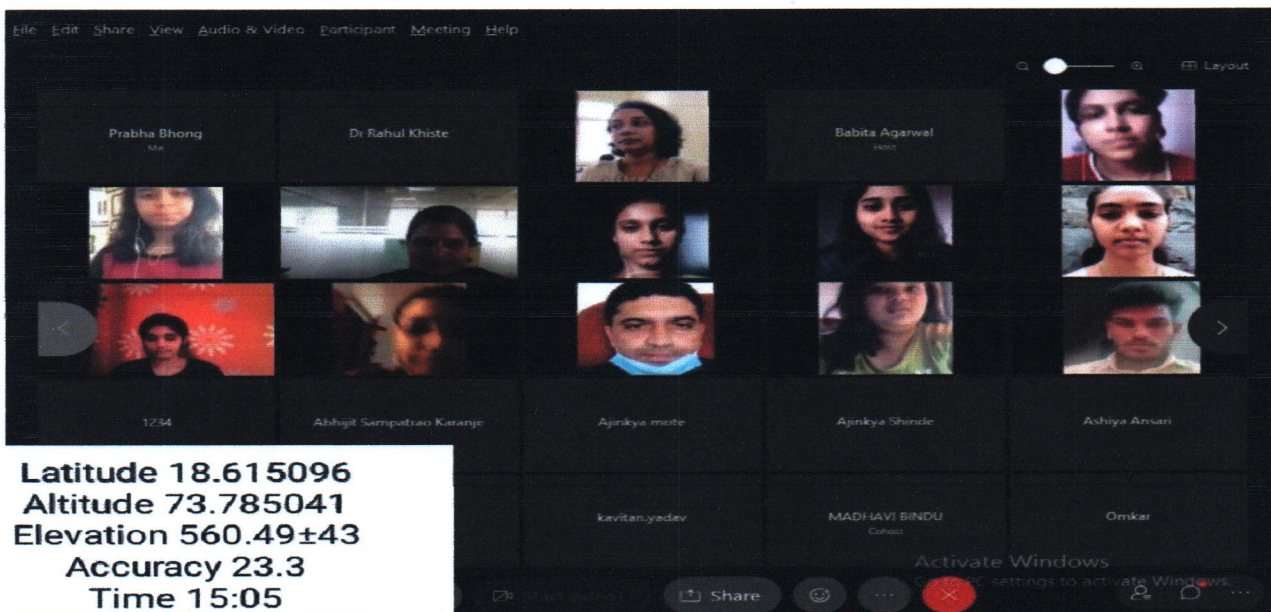 File Edit Share View Audio & Video Participant Meeting Help
Layout
Prabha Bhong
Me
Dr Rahul Khiste
Babita Agarwal
Host
1234
Abhijit Sampatrao Karanje
Ajinkya mote
Ajinkya Shinde
Ashiya Ansari
kavitan.yadav
MADHAVI BINDU
Cohost
Omkar
Latitude 18.615096
Altitude 73.785041
Elevation 560.49±43
Accuracy 23.3
Time 15:05
Activate Windows
Go to PC settings to activate Windows.
Start video
Share